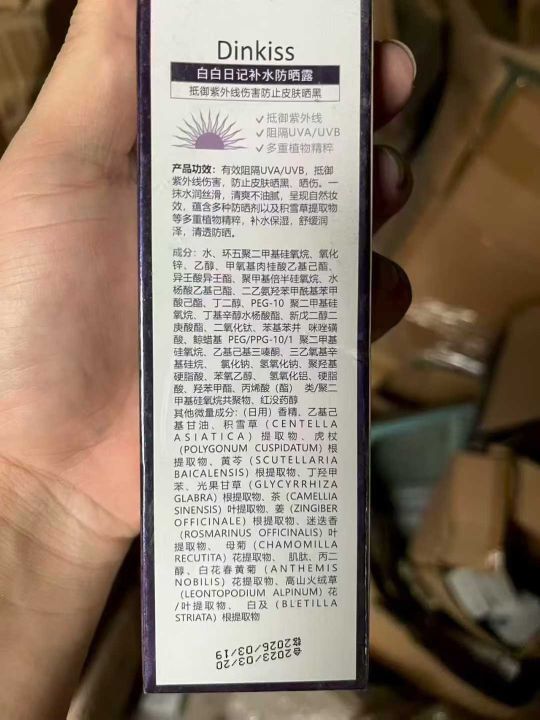 Dinkiss
白白日记补水防晒露
抵御紫外线伤害防止皮肤晒黑
✓抵御紫外线
✓阻隔UVA/UVB
✓多重植物精粹
产品功效：有效阻隔UVA/UVB，抵御
紫外线伤害，防止皮肤晒黑、晒伤。一
抹水润丝滑，清爽不油腻，呈现自然妆
效，蕴含多种防晒剂以及积雪草提取物
等多重植物精粹，补水保湿，舒缓润
泽，清透防晒。
成分：水、环五聚二甲基硅氧烷、氧化
锌、乙醇、甲氧基肉桂酸乙基己酯、
异壬酸异壬酯、聚甲基倍半硅氧烷、水
杨酸乙基己酯、二乙氨羟苯甲酰基苯甲
酸己酯、丁二醇、PEG-10 聚二甲基硅
氧烷、丁基辛醇水杨酸酯、新戊二醇二
庚酸酯、二氧化钛、苯基苯并 咪唑磺
酸、鲸蜡基 PEG/PPG-10/1 聚二甲基
硅氧烷、乙基己基三嗪酮、三乙氧基辛
基硅烷、 氯化钠、氢氧化钠、聚羟基
硬脂酸、苯氧乙醇、 氢氧化铝、硬脂
酸、羟苯甲酯、丙烯酸（酯） 类/聚二
甲基硅氧烷共聚物、红没药醇
其他微量成分：（日用）香精、乙基己
基甘油、积雪草（CENTELLA
ASIATICA）提取物、虎杖
(POLYGONUM CUSPIDATUM) 根
提取物、黄芩（SCUTELLARIA
BAICALENSIS）根提取物、丁羟甲
苯、光果甘草（GLYCYRRHIZA
GLABRA）根提取物、茶（CAMELLIA
SINENSIS）叶提取物、姜（ZINGIBER
OFFICINALE）根提取物、迷迭香
(ROSMARINUS OFFICINALIS) 叶
提取物、 母菊（CHAMOMILLA
RECUTITA）花提取物、 肌肽、丙二
醇、白花春黄菊（ANTHEMIS
NOBILIS）花提取物、高山火绒草
(LEONTOPODIUM ALPINUM) 花
/叶提取物、 白及（BLETILLA
STRIATA）根提取物
合2023/03/20
2026/03/19